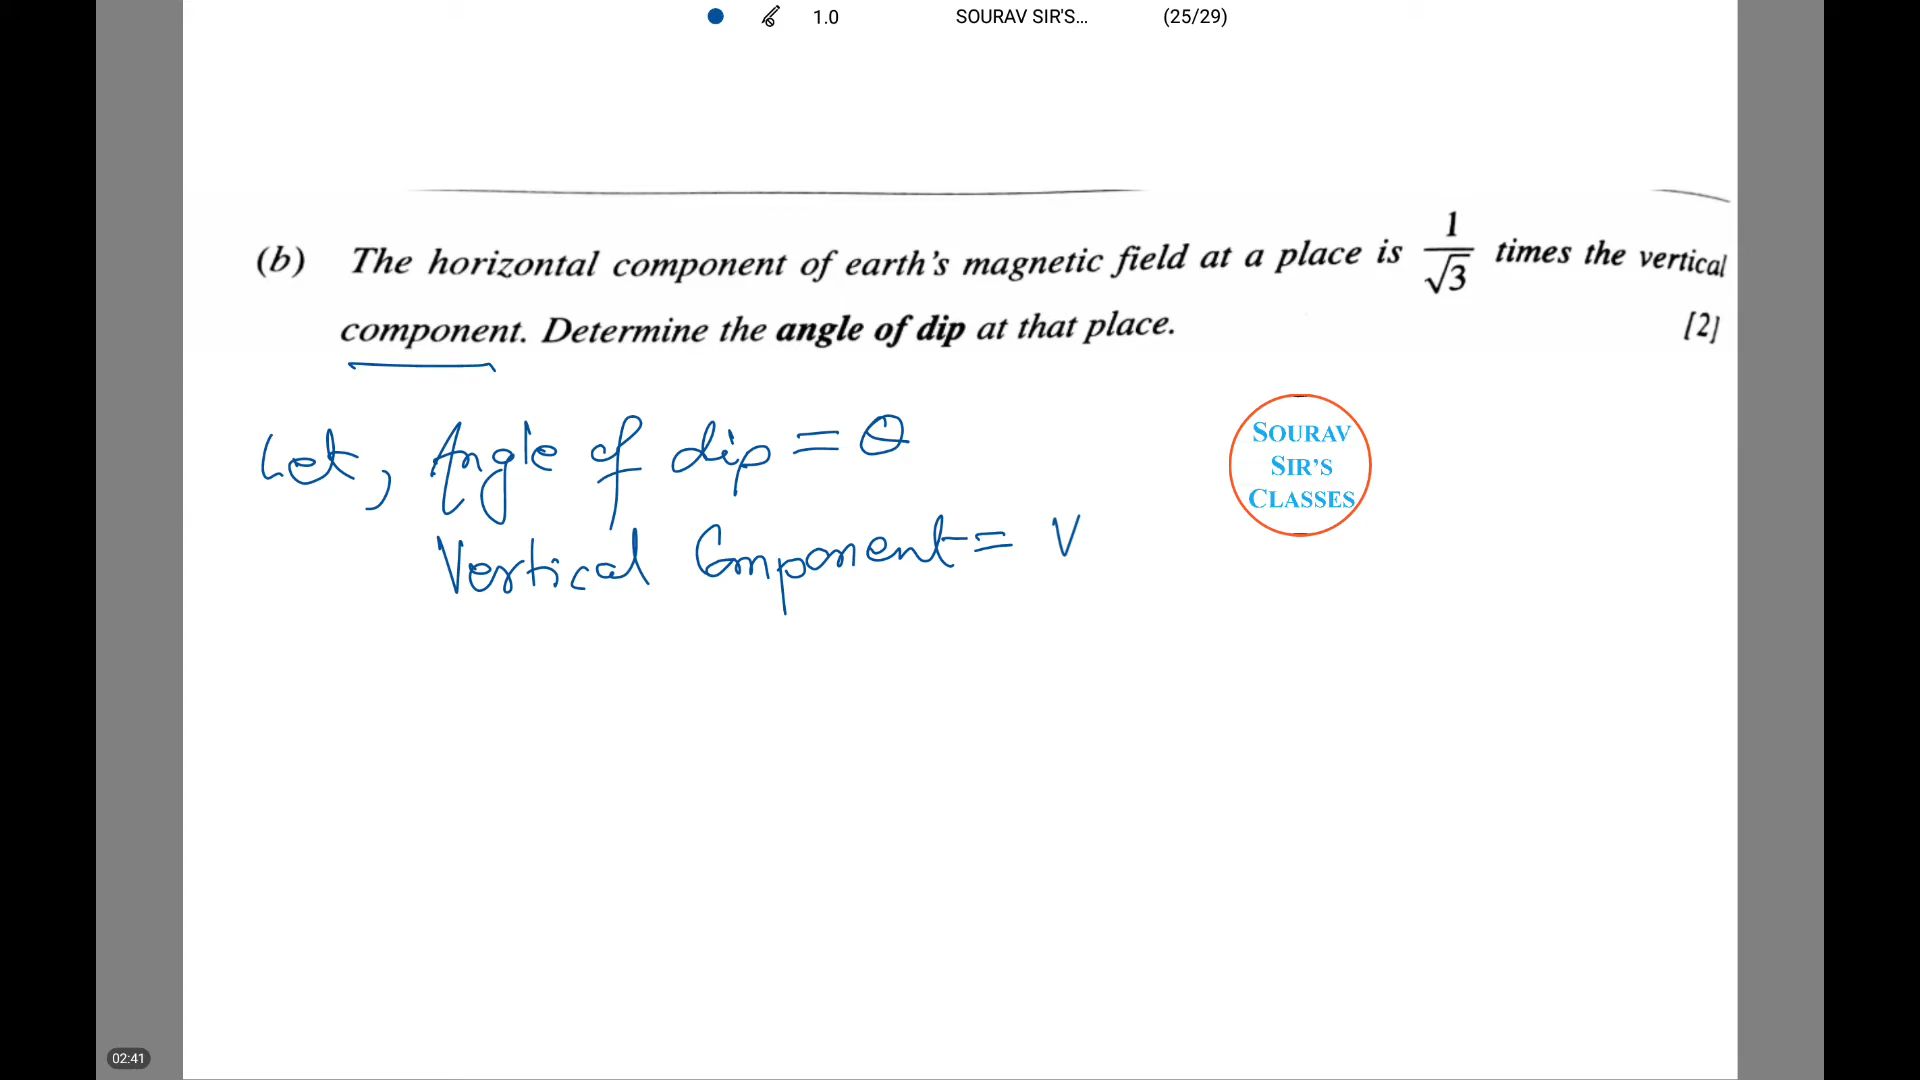 1.0 SOURAV SIR'S... (25/29)
(b) The horizontal component of earth's magnetic field at a place is 1/√3 times the vertical
component. Determine the angle of dip at that place. [2]
Let, Angle of dip = θ
Vertical Component = V
SOURAV
SIR'S
CLASSES
02:41